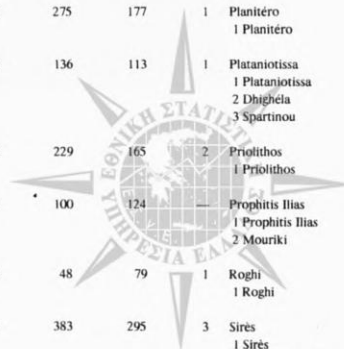 275 177 1 Planitéro
1 Planitéro
136 113 1 Plataniotissa
1 Plataniotissa
2 Dhighéla
3 Spartinou
229 165 2 Priolithos
1 Priolithos
100 124 — Prophitis Ilias
1 Prophitis Ilias
2 Mouriki
48 79 1 Roghi
1 Roghi
383 295 3 Sirès
1 Sirès
ΕΘΝΙΚΗ ΣΤΑΤΙΣΤΙΚΗ
ΥΠΗΡΕΣΙΑ ΕΛΛ